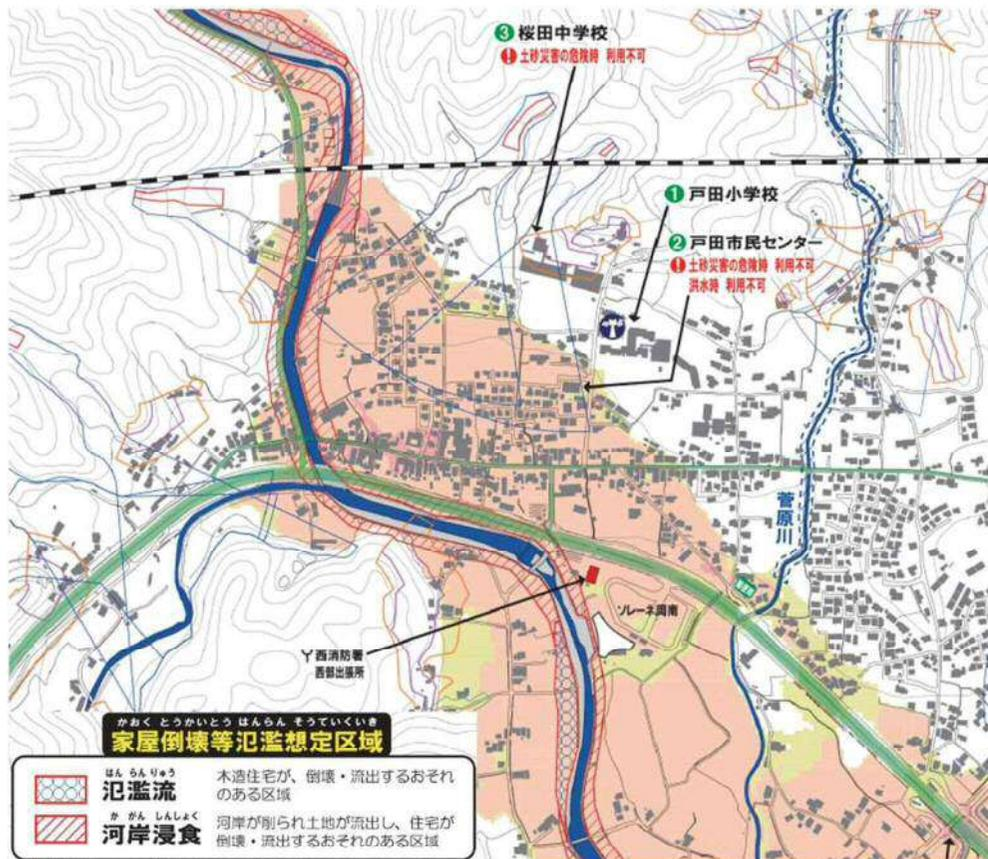 ❸ 桜田中学校
! 土砂災害の危険時 利用不可
❶ 戸田小学校
❷ 戸田市民センター
! 土砂災害の危険時 利用不可
洪水時 利用不可
菅原川
ソレーネ周南
Y西消防署
西部出張所
かおく とうかいとう はんらん そうていくいき
家屋倒壊等氾濫想定区域
はん らん りゅう
氾濫流
木造住宅が、倒壊・流出するおそれ
のある区域
か がん しんしょく
河岸浸食
河岸が削られ土地が流出し、住宅が
倒壊・流出するおそれのある区域